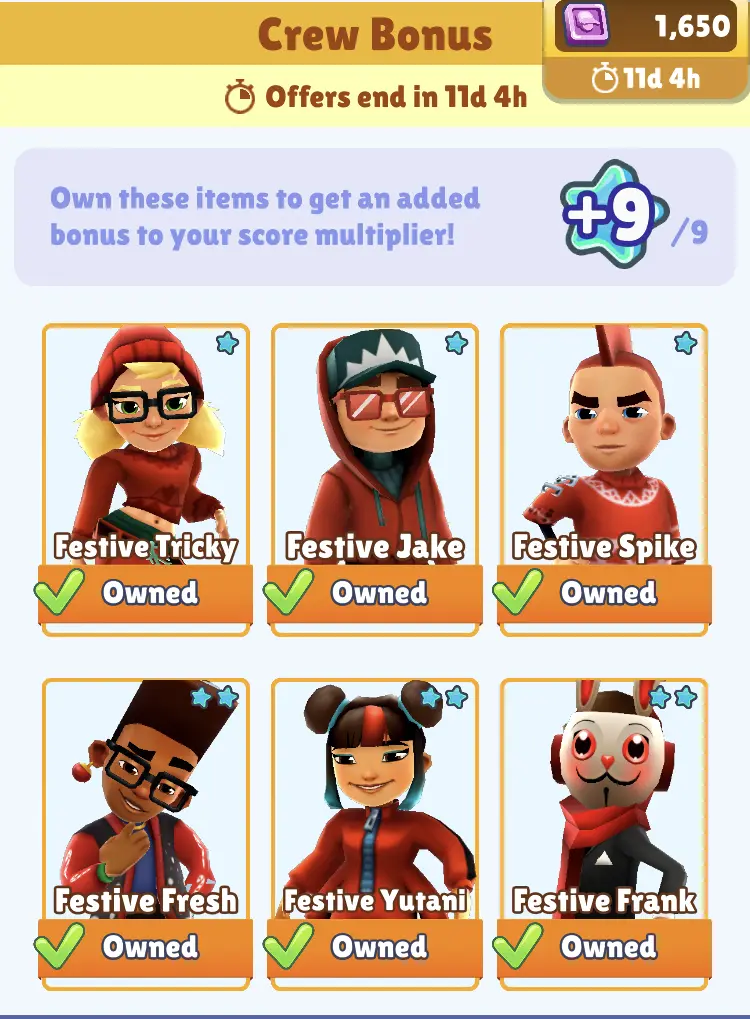 Crew Bonus
1,650
11d 4h
Offers end in 11d 4h
Own these items to get an added
bonus to your score multiplier!
+9 /9
Festive Tricky
Owned
Festive Jake
Owned
Festive Spike
Owned
Festive Fresh
Owned
Festive Yutani
Owned
Festive Frank
Owned